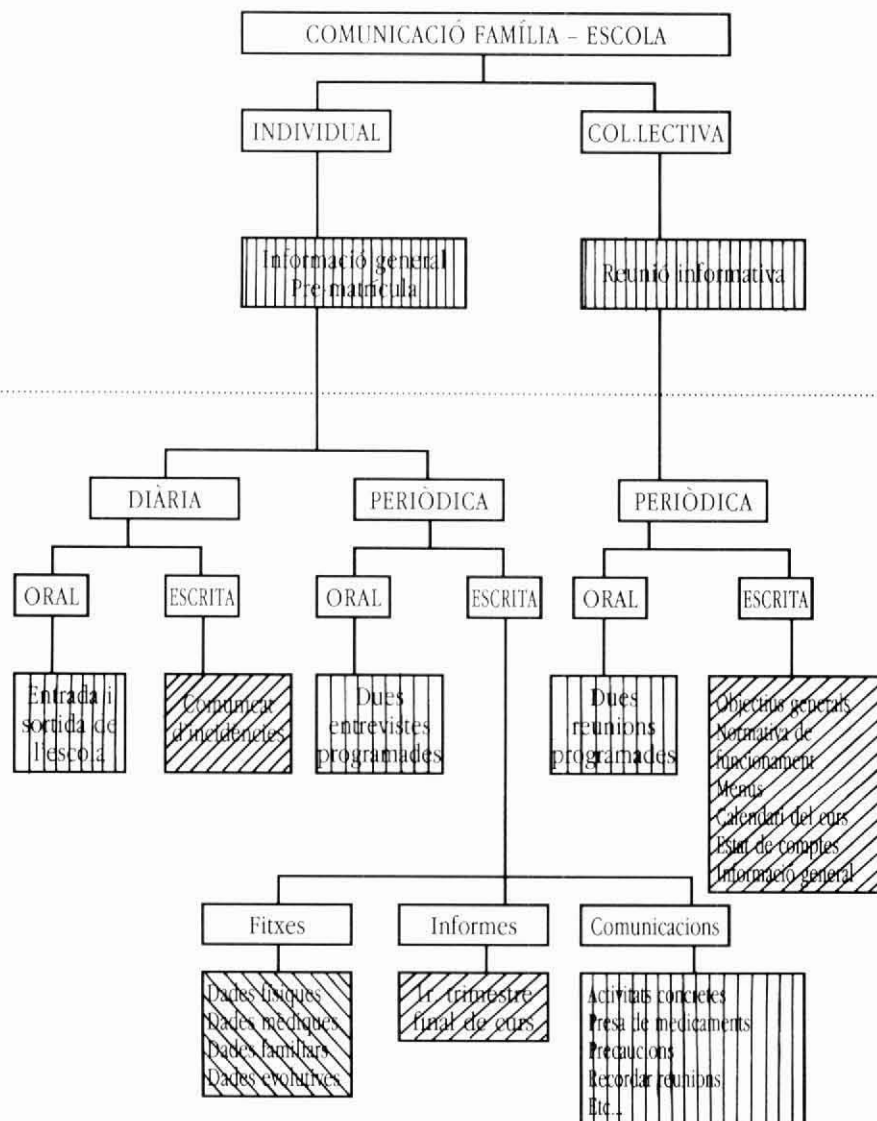 COMUNICACIÓ FAMÍLIA – ESCOLA
INDIVIDUAL
COL.LECTIVA
Informació general
Pre-matrícula
Reunió informativa
DIÀRIA
PERIÒDICA
PERIÒDICA
ORAL
ESCRITA
ORAL
ESCRITA
ORAL
ESCRITA
Entrada i
sortida de
l'escola
Comunicat
d'incidències
Dues
entrevistes
programades
Dues
reunions
programades
Objectius generals
Normativa de
funcionament
Menús
Calendari del curs
Estat de comptes
Informació general
Fitxes
Informes
Comunicacions
Dades físiques
Dades mèdiques
Dades familiars
Dades evolutives
1r. trimestre
final de curs
Activitats concretes
Presa de medicaments
Precaucions
Recordar reunions
Etc...